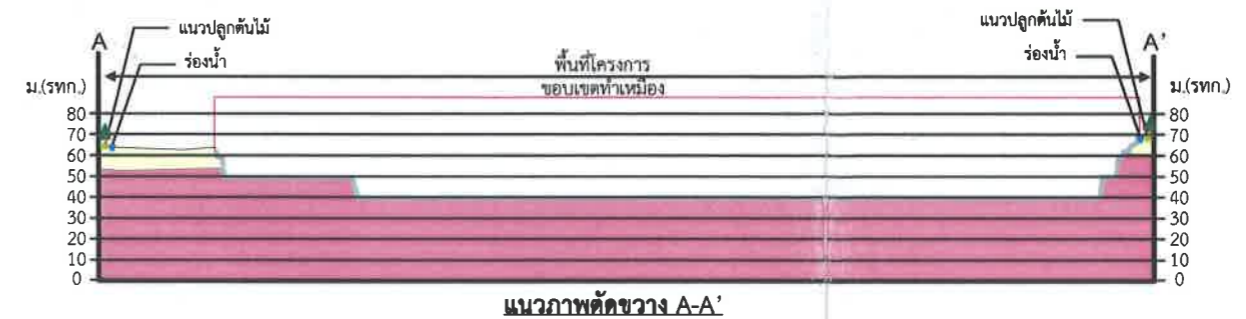 แนวปลูกต้นไม้
แนวปลูกต้นไม้
A
A'
ร่องน้ำ
ร่องน้ำ
พื้นที่โครงการ
ม.(รทก.)
ขอบเขตทำเหมือง
ม.(รทก.)
80
80
70
70
60
60
50
50
40
40
30
30
20
20
10
10
0
0
แนวภาพตัดขวาง A-A'